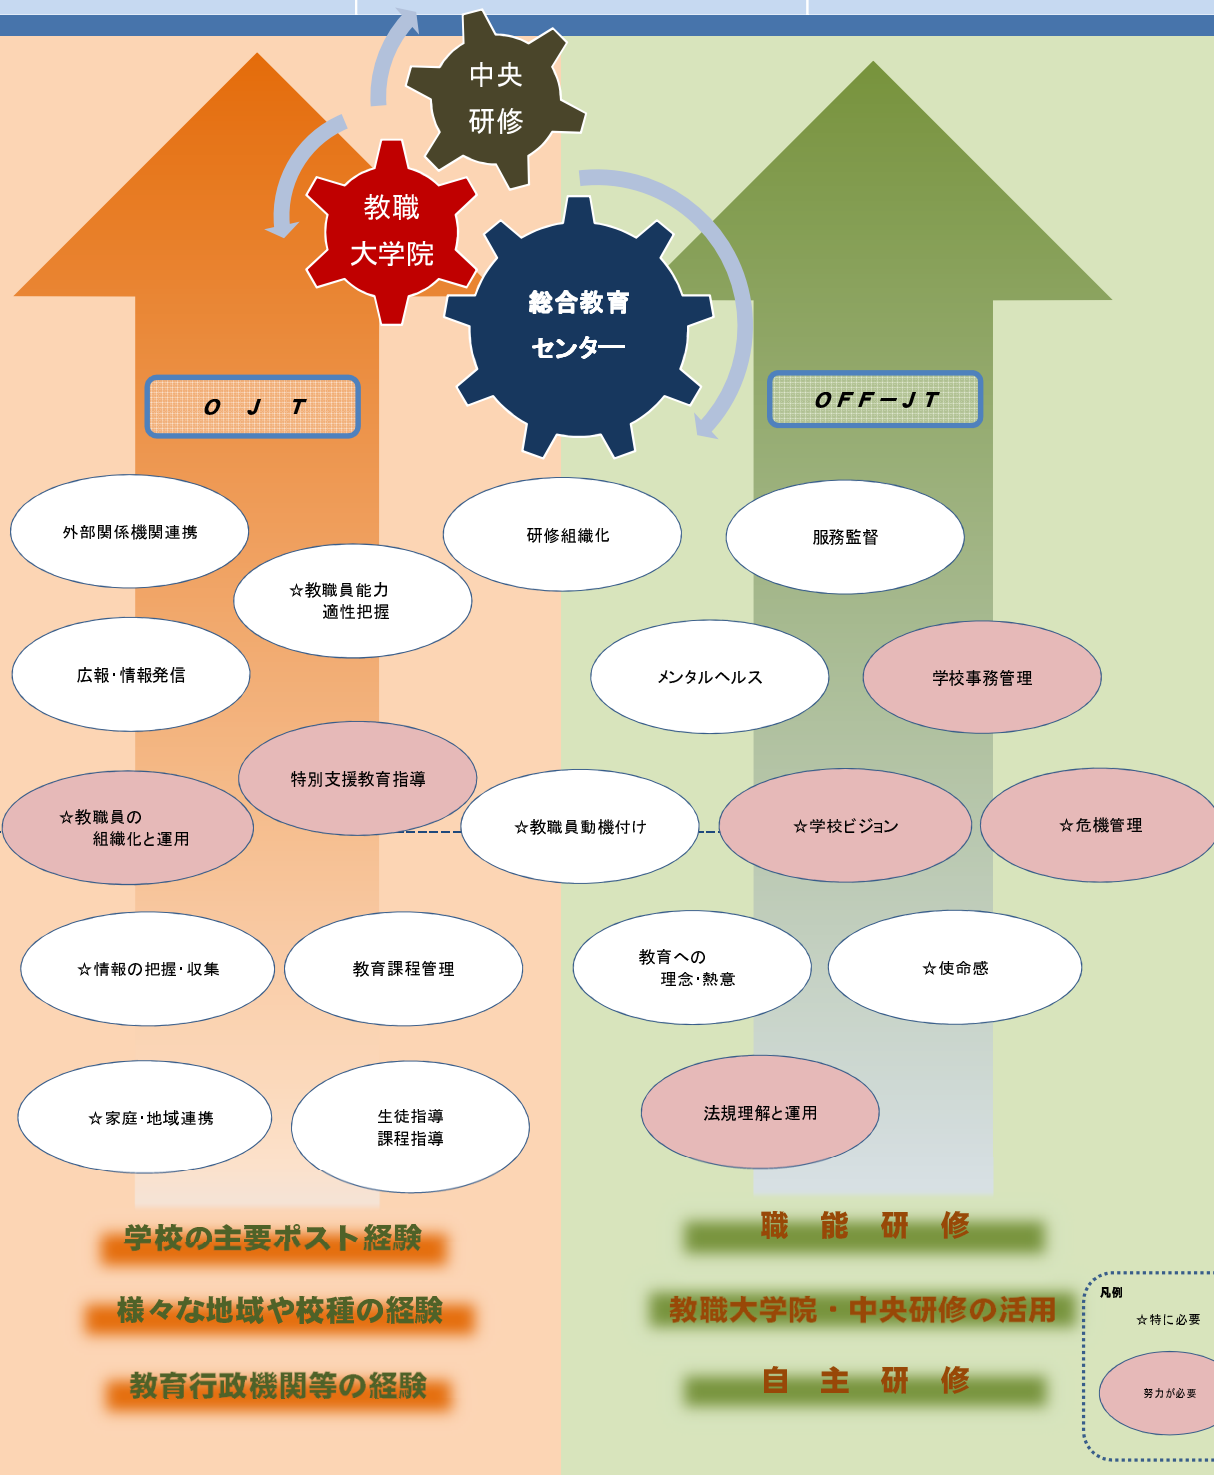 中央
研修
教職
大学院
総合教育
センター
ＯＪＴ
ＯＦＦ－ＪＴ
外部関係機関連携
研修組織化
服務監督
☆教職員能力
適性把握
広報・情報発信
メンタルヘルス
学校事務管理
特別支援教育指導
☆教職員の
組織化と運用
☆教職員動機付け
☆学校ビジョン
☆危機管理
☆情報の把握・収集
教育課程管理
教育への
理念・熱意
☆使命感
☆家庭・地域連携
生徒指導
課程指導
法規理解と運用
学校の主要ポスト経験
様々な地域や校種の経験
教育行政機関等の経験
職能研修
教職大学院・中央研修の活用
自主研修
凡例
☆特に必要
努力が必要